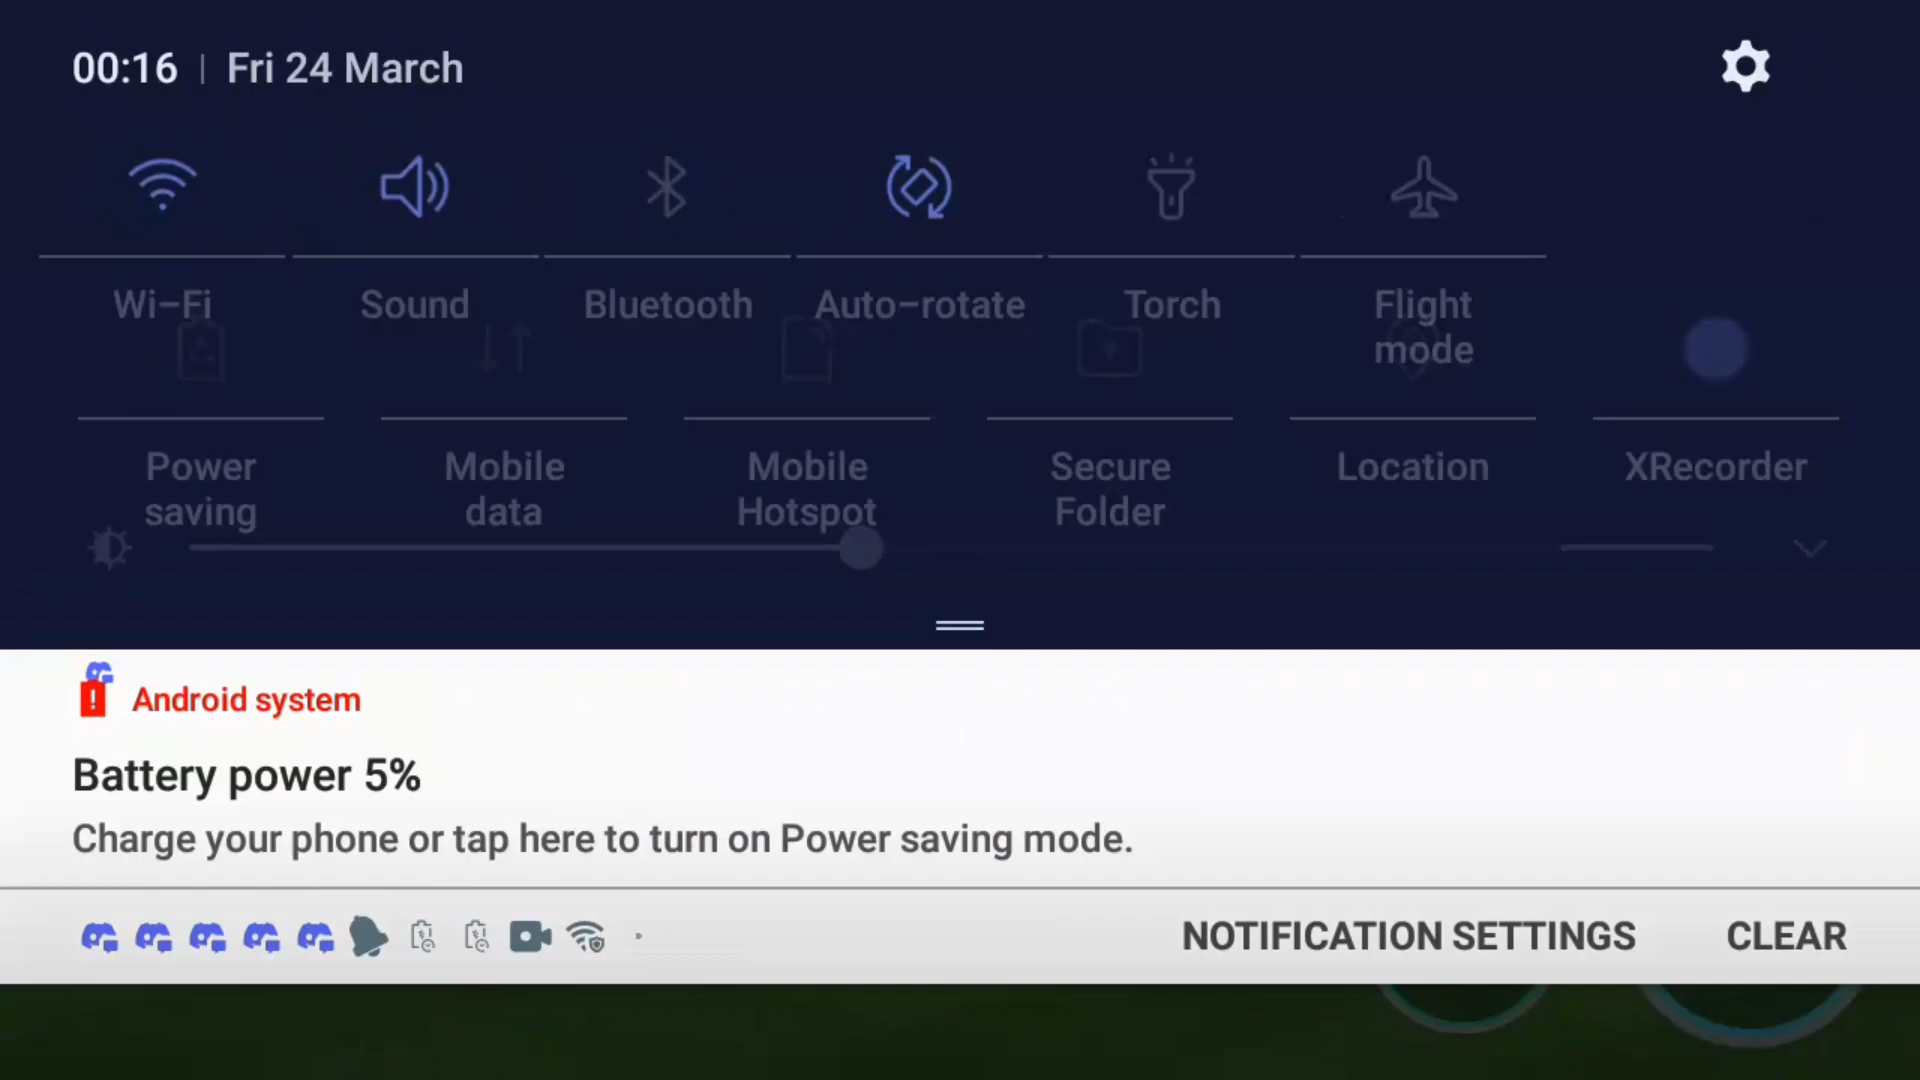 00:16 | Fri 24 March
Wi-Fi Sound Bluetooth Auto-rotate Torch Flight
mode
Power Mobile Mobile Secure Location XRecorder
saving data Hotspot Folder
Android system
Battery power 5%
Charge your phone or tap here to turn on Power saving mode.
NOTIFICATION SETTINGS CLEAR